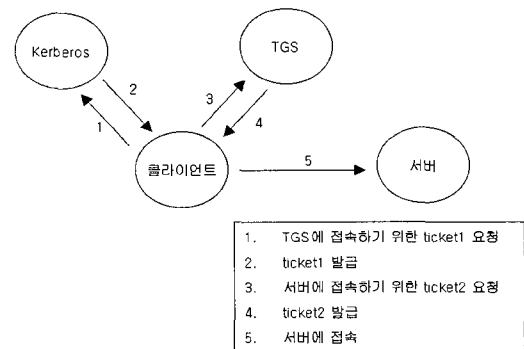 Kerberos
TGS
2
3
1
4
클라이언트
5
서버
1. TGS에 접속하기 위한 ticket1 요청
2. ticket1 발급
3. 서버에 접속하기 위한 ticket2 요청
4. ticket2 발급
5. 서버에 접속